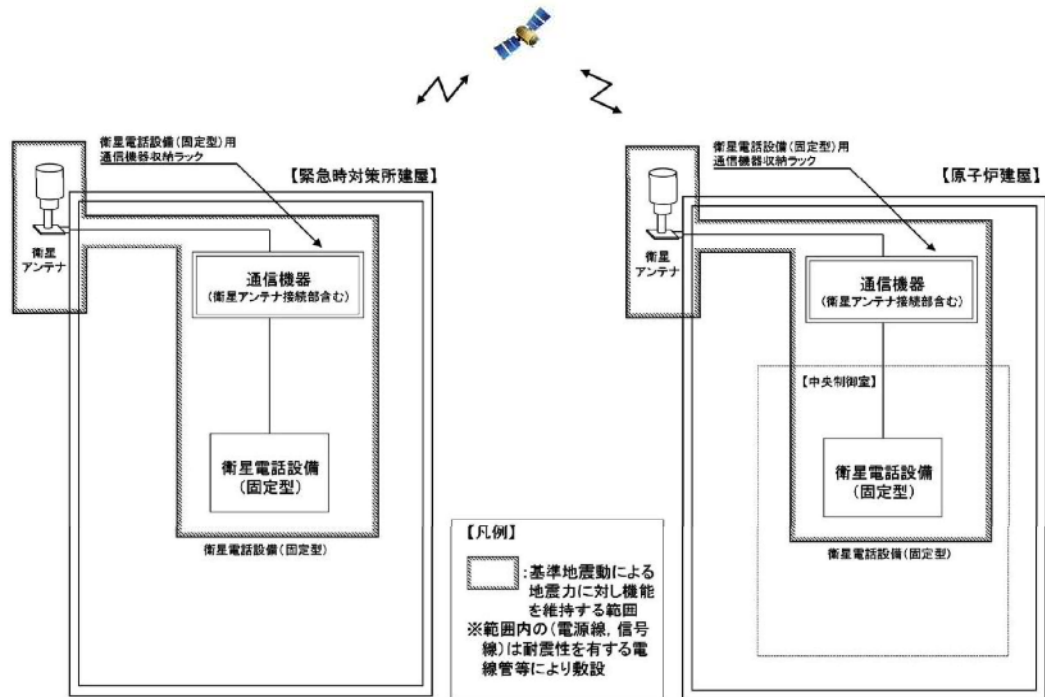 衛星電話設備(固定型)用
通信機器収納ラック
【緊急時対策所建屋】
衛星
アンテナ
通信機器
(衛星アンテナ接続部含む)
衛星電話設備
(固定型)
衛星電話設備(固定型)
衛星電話設備(固定型)用
通信機器収納ラック
【原子炉建屋】
衛星
アンテナ
通信機器
(衛星アンテナ接続部含む)
【中央制御室】
衛星電話設備
(固定型)
衛星電話設備(固定型)
【凡例】
:基準地震動による
地震力に対し機能
を維持する範囲
※範囲内の(電源線,信号
線)は耐震性を有する電
線管等により敷設